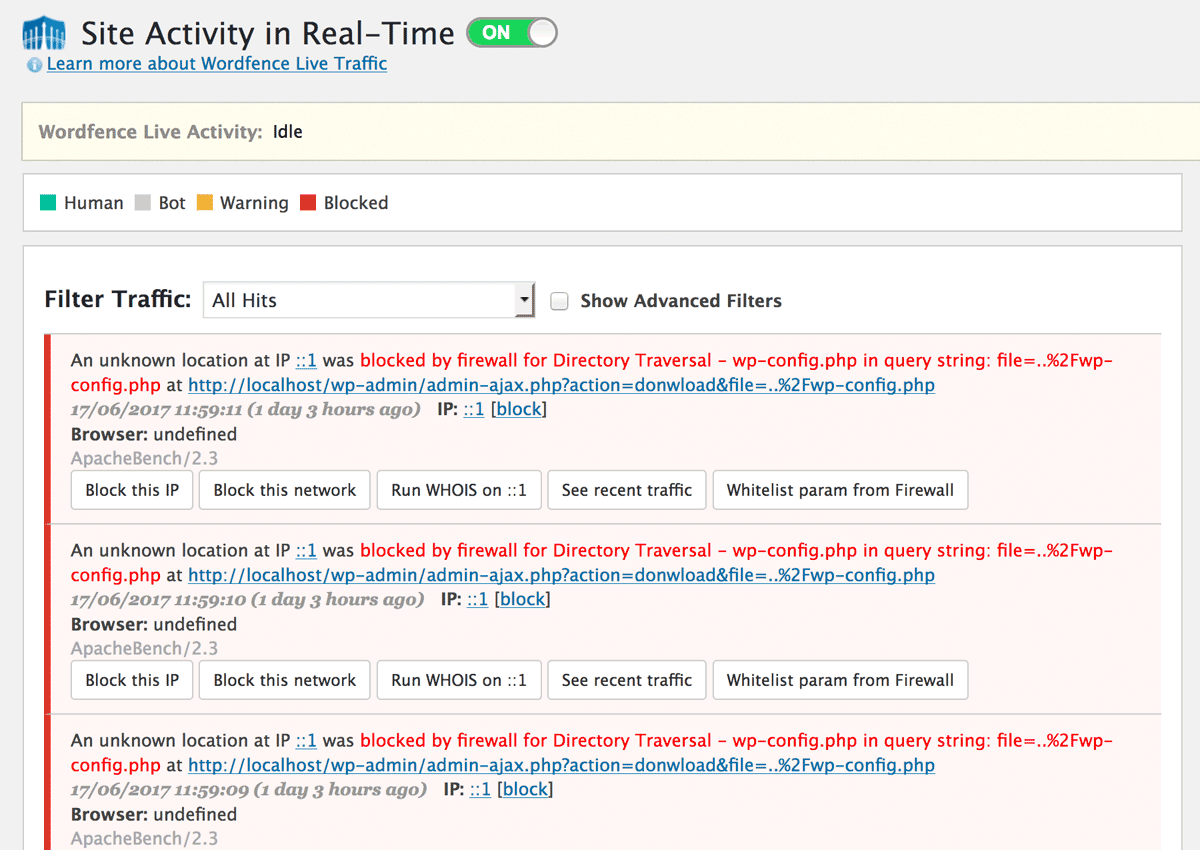 Site Activity in Real-Time ON
Learn more about Wordfence Live Traffic
Wordfence Live Activity: Idle
Human Bot Warning Blocked
Filter Traffic: All Hits Show Advanced Filters
An unknown location at IP ::1 was blocked by firewall for Directory Traversal - wp-config.php in query string: file=..%2Fwp-
config.php at http://localhost/wp-admin/admin-ajax.php?action=donwload&file=..%2Fwp-config.php
17/06/2017 11:59:11 (1 day 3 hours ago) IP: ::1 [block]
Browser: undefined
ApacheBench/2.3
Block this IP Block this network Run WHOIS on ::1 See recent traffic Whitelist param from Firewall
An unknown location at IP ::1 was blocked by firewall for Directory Traversal - wp-config.php in query string: file=..%2Fwp-
config.php at http://localhost/wp-admin/admin-ajax.php?action=donwload&file=..%2Fwp-config.php
17/06/2017 11:59:10 (1 day 3 hours ago) IP: ::1 [block]
Browser: undefined
ApacheBench/2.3
Block this IP Block this network Run WHOIS on ::1 See recent traffic Whitelist param from Firewall
An unknown location at IP ::1 was blocked by firewall for Directory Traversal - wp-config.php in query string: file=..%2Fwp-
config.php at http://localhost/wp-admin/admin-ajax.php?action=donwload&file=..%2Fwp-config.php
17/06/2017 11:59:09 (1 day 3 hours ago) IP: ::1 [block]
Browser: undefined
ApacheBench/2.3